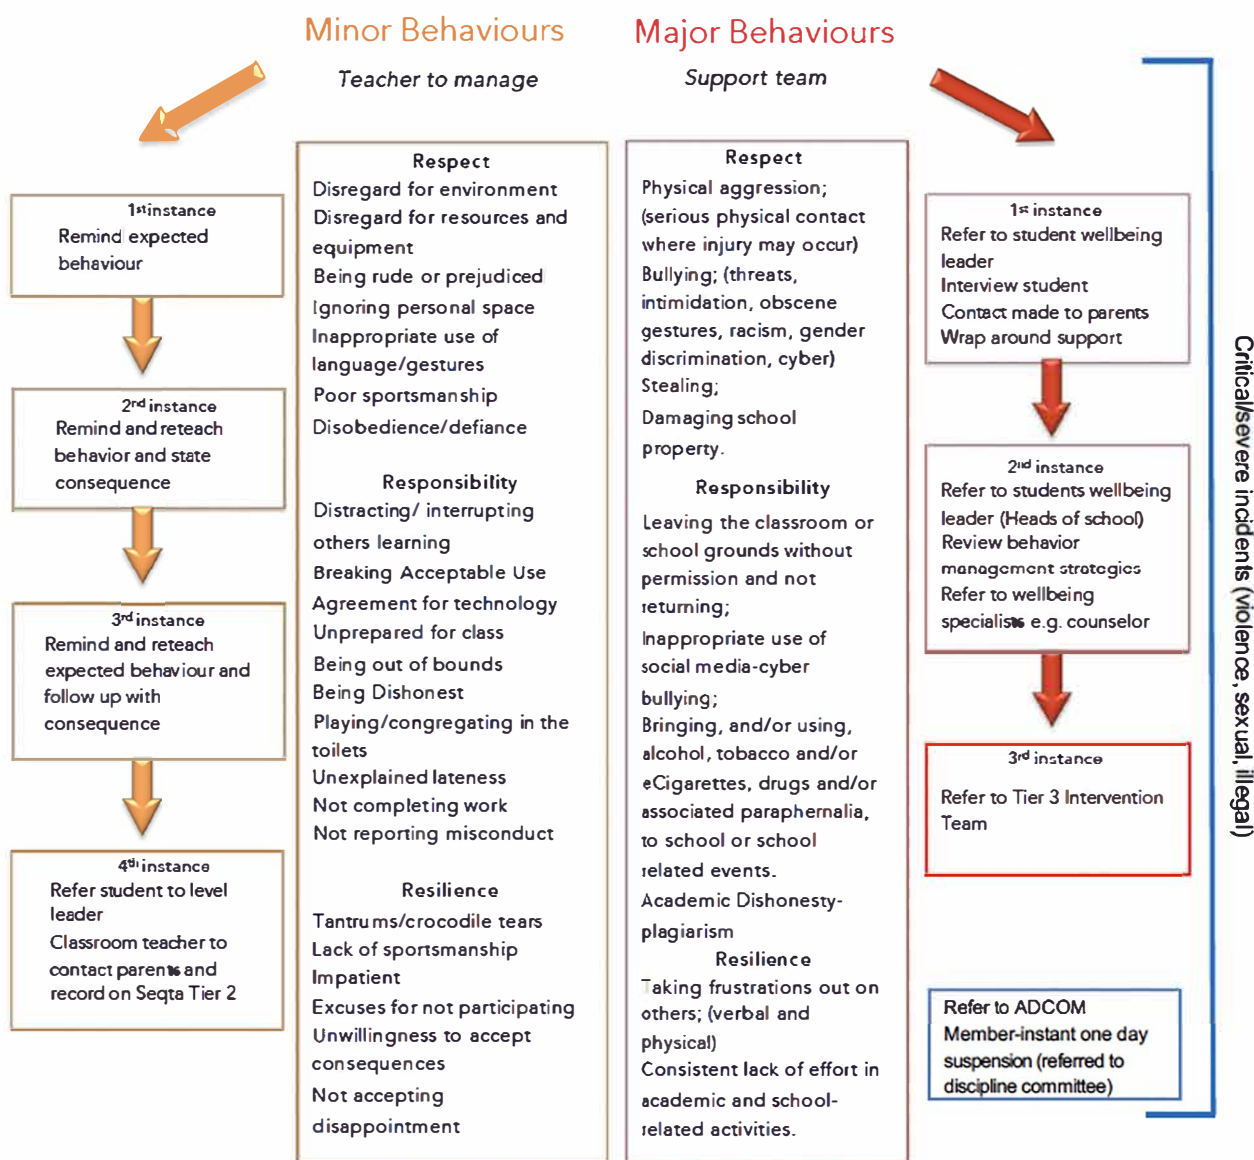 Minor Behaviours
Teacher to manage
Major Behaviours
Support team
1st instance
Remind expected
behaviour
2nd instance
Remind and reteach
behavior and state
consequence
3rd instance
Remind and reteach
expected behaviour and
follow up with
consequence
4th instance
Refer student to level
leader
Classroom teacher to
contact parents and
record on Seqta Tier 2
Respect
Disregard for environment
Disregard for resources and
equipment
Being rude or prejudiced
Ignoring personal space
Inappropriate use of
language/gestures
Poor sportsmanship
Disobedience/defiance
Responsibility
Distracting/ interrupting
others learning
Breaking Acceptable Use
Agreement for technology
Unprepared for class
Being out of bounds
Being Dishonest
Playing/congregating in the
toilets
Unexplained lateness
Not completing work
Not reporting misconduct
Resilience
Tantrums/crocodile tears
Lack of sportsmanship
Impatient
Excuses for not participating
Unwillingness to accept
consequences
Not accepting
disappointment
Respect
Physical aggression;
(serious physical contact
where injury may occur)
Bullying; (threats,
intimidation, obscene
gestures, racism, gender
discrimination, cyber)
Stealing;
Damaging school
property.
Responsibility
Leaving the classroom or
school grounds without
permission and not
returning;
Inappropriate use of
social media-cyber
bullying;
Bringing, and/or using,
alcohol, tobacco and/or
eCigarettes, drugs and/or
associated paraphernalia,
to school or school
related events.
Academic Dishonesty-
plagiarism
Resilience
Taking frustrations out on
others; (verbal and
physical)
Consistent lack of effort in
academic and school-
related activities.
1st instance
Refer to student wellbeing
leader
Interview student
Contact made to parents
Wrap around support
2nd instance
Refer to students wellbeing
leader (Heads of school)
Review behavior
management strategies
Refer to wellbeing
specialists e.g. counselor
3rd instance
Refer to Tier 3 Intervention
Team
Refer to ADCOM
Member-instant one day
suspension (referred to
discipline committee)
Critical/severe incidents (violence, sexual, illegal)